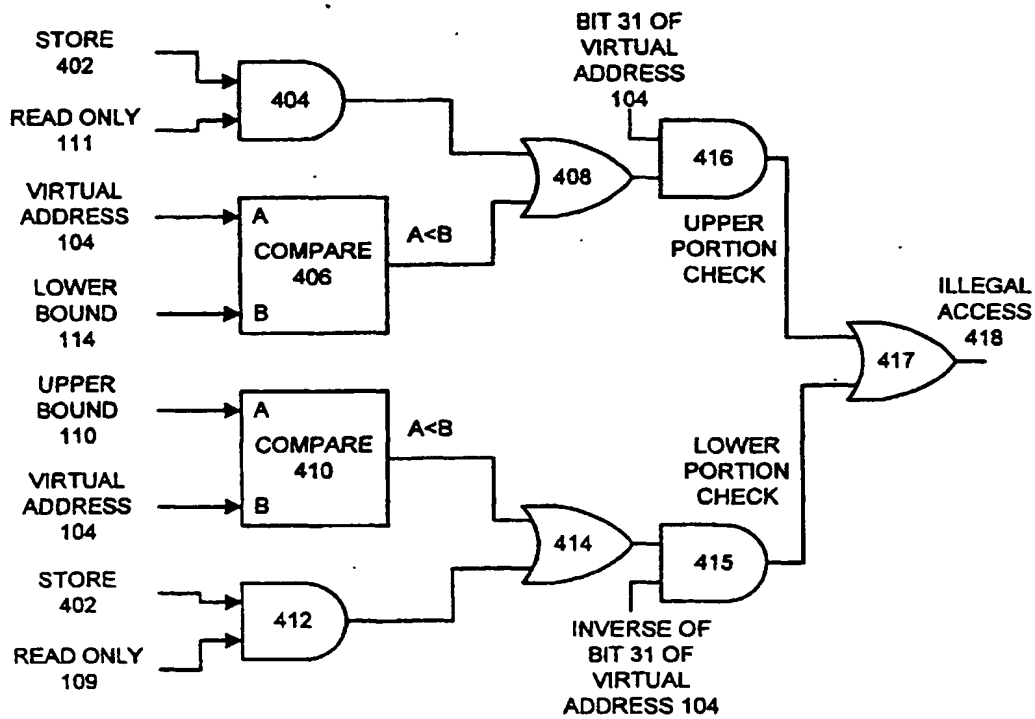 STORE
402
READ ONLY
111
404
VIRTUAL
ADDRESS
104
LOWER
BOUND
114
A
COMPARE
406
B
A<B
408
BIT 31 OF
VIRTUAL
ADDRESS
104
416
UPPER
PORTION
CHECK
UPPER
BOUND
110
VIRTUAL
ADDRESS
104
A
COMPARE
410
B
A<B
STORE
402
READ ONLY
109
412
414
LOWER
PORTION
CHECK
415
INVERSE OF
BIT 31 OF
VIRTUAL
ADDRESS 104
417
ILLEGAL
ACCESS
418